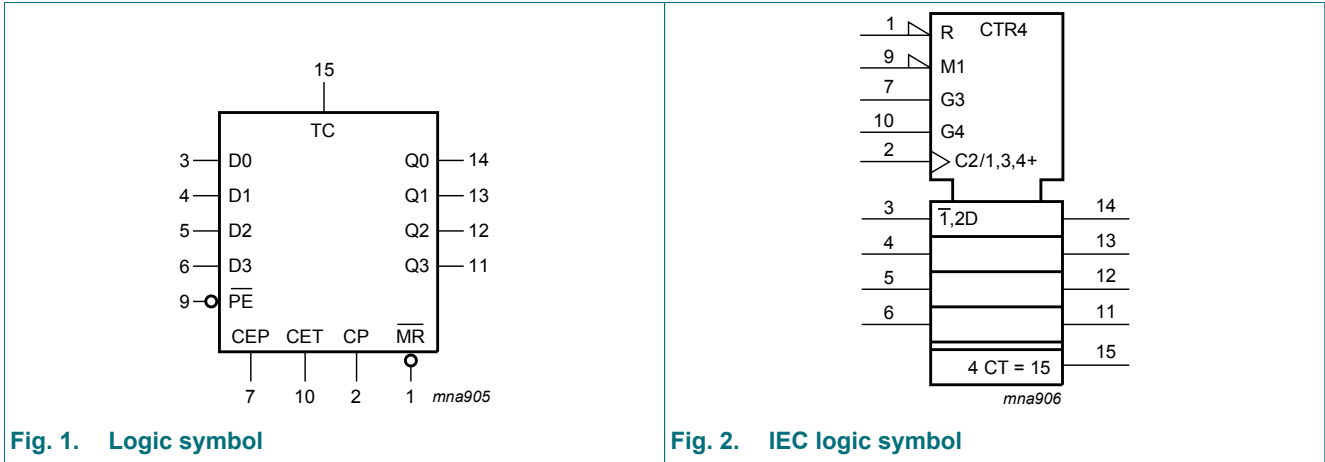 15
TC
3 D0 Q0 14
4 D1 Q1 13
5 D2 Q2 12
6 D3 Q3 11
9 P̅E̅
CEP CET CP M̅R̅
7 10 2 1 mna905
Fig. 1. Logic symbol
1 R CTR4
9 M1
7 G3
10 G4
2 C2/1,3,4+
3 1̅,2D 14
4 13
5 12
6 11
4 CT = 15 15
mna906
Fig. 2. IEC logic symbol